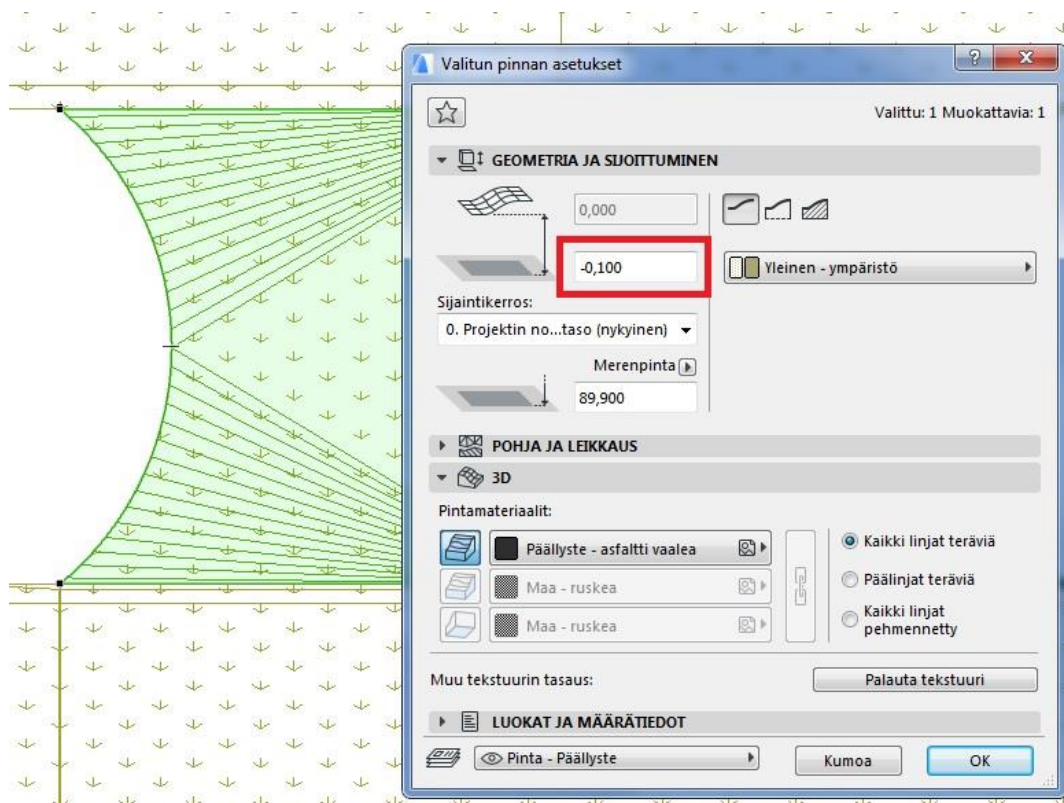 Valitun pinnan asetukset
Valittu: 1 Muokattavia: 1
GEOMETRIA JA SIJOITTUMINEN
0,000
-0,100
Yleinen - ympäristö
Sijaintikerros:
0. Projektin no...taso (nykyinen)
Merenpinta
89,900
POHJA JA LEIKKAUS
3D
Pintamateriaalit:
Päällyste - asfaltti vaalea
Maa - ruskea
Maa - ruskea
Kaikki linjat teräviä
Päälinjat teräviä
Kaikki linjat
pehmennetty
Muu tekstuurin tasaus:
Palauta tekstuuri
LUOKAT JA MÄÄRÄTIEDOT
Pinta - Päällyste
Kumoa
OK